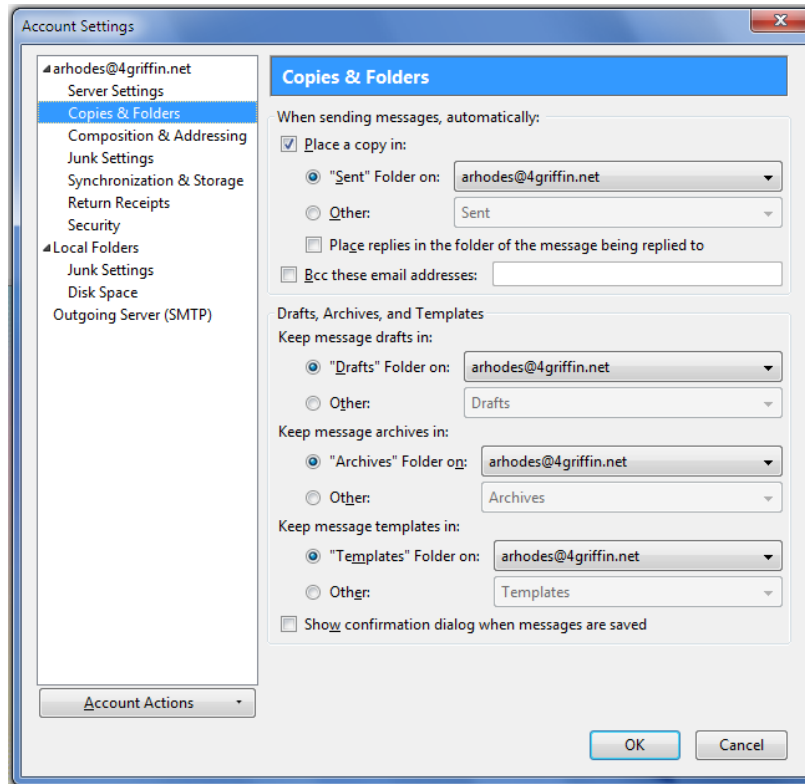 Account Settings
arhodes@4griffin.net
Server Settings
Copies & Folders
Composition & Addressing
Junk Settings
Synchronization & Storage
Return Receipts
Security
Local Folders
Junk Settings
Disk Space
Outgoing Server (SMTP)
Account Actions
Copies & Folders
When sending messages, automatically:
Place a copy in:
"Sent" Folder on: arhodes@4griffin.net
Other: Sent
Place replies in the folder of the message being replied to
Bcc these email addresses:
Drafts, Archives, and Templates
Keep message drafts in:
"Drafts" Folder on: arhodes@4griffin.net
Other: Drafts
Keep message archives in:
"Archives" Folder on: arhodes@4griffin.net
Other: Archives
Keep message templates in:
"Templates" Folder on: arhodes@4griffin.net
Other: Templates
Show confirmation dialog when messages are saved
OK Cancel